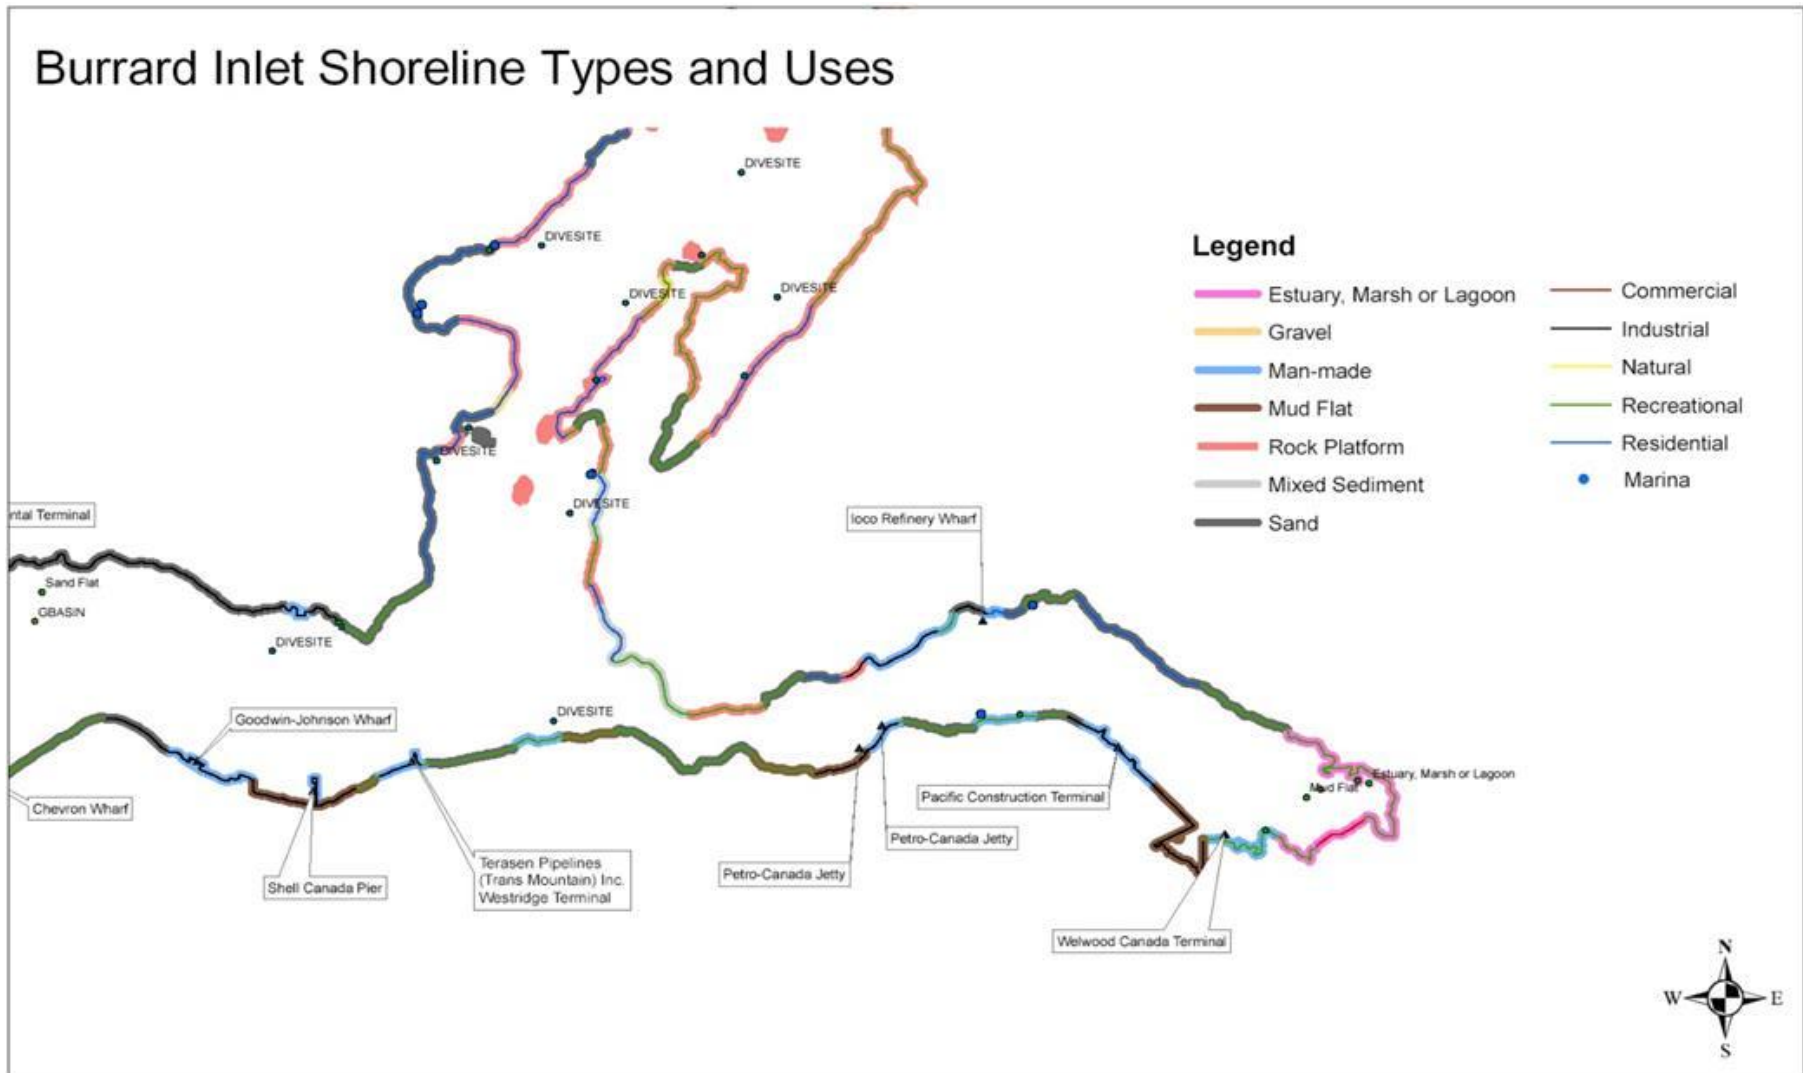 Burrard Inlet Shoreline Types and Uses
DIVESITE
DIVESITE
DIVESITE
DIVESITE
DIVESITE
DIVESITE
ntal Terminal
Sand Flat
GBASIN
DIVESITE
Ioco Refinery Wharf
DIVESITE
Goodwin-Johnson Wharf
Chevron Wharf
Shell Canada Pier
Terasen Pipelines
(Trans Mountain) Inc.
Westridge Terminal
Petro-Canada Jetty
Petro-Canada Jetty
Pacific Construction Terminal
Estuary, Marsh or Lagoon
Mud Flat
Welwood Canada Terminal
Legend
Estuary, Marsh or Lagoon
Gravel
Man-made
Mud Flat
Rock Platform
Mixed Sediment
Sand
Commercial
Industrial
Natural
Recreational
Residential
Marina
N
W E
S